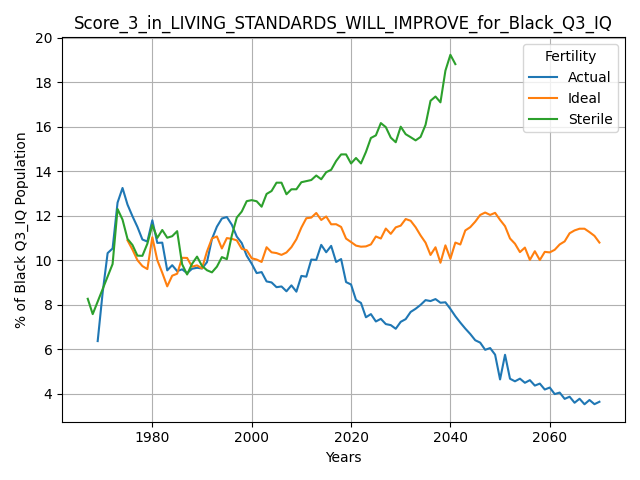 Score_3_in_LIVING_STANDARDS_WILL_IMPROVE_for_Black_Q3_IQ
Fertility
Actual
Ideal
Sterile
% of Black Q3_IQ Population
20
18
16
14
12
10
8
6
4
1980
2000
2020
2040
2060
Years